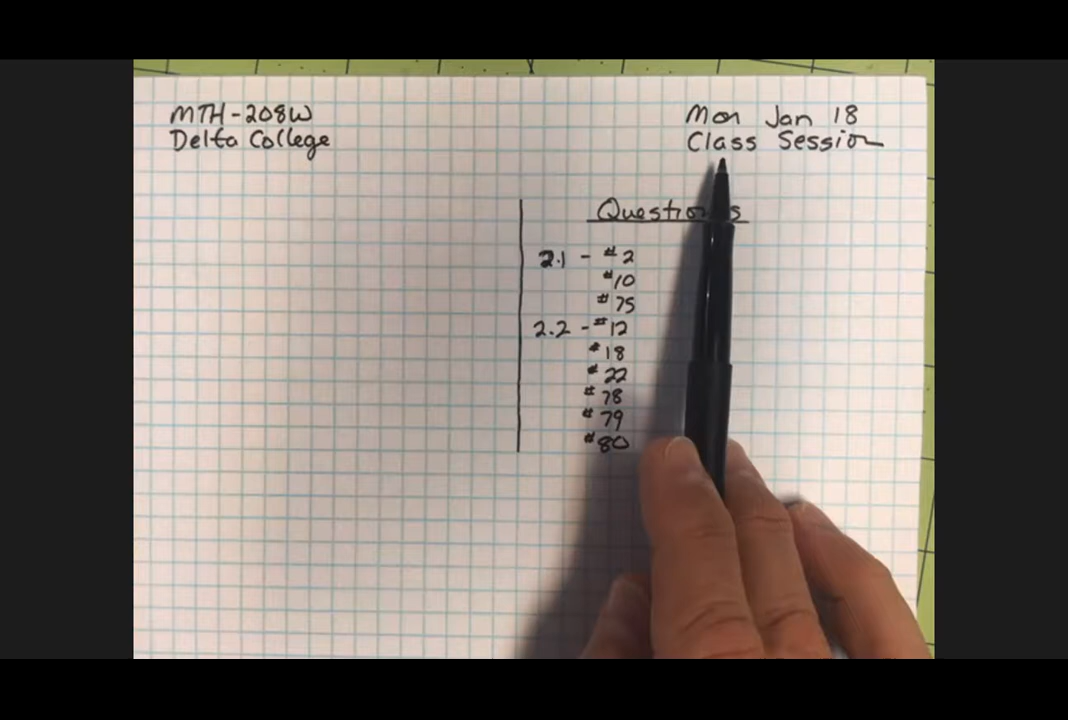 MTH-208W
Delta College
Mon Jan 18
Class Session
Questions
2.1 - #2
#10
#75
2.2 - #12
#18
#22
#78
#79
#80